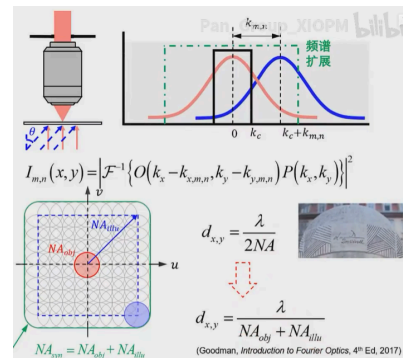 Pan_Group_XIOPM bilibili
k_{m,n}
频谱
扩展
θ
0 k_c k_c+k_{m,n}
I_{m,n}(x,y)=|ℱ^{-1}{O(k_x-k_{x,m,n},k_y-k_{y,m,n})P(k_x,k_y)}|^2
v
NA_{illu}
NA_{obj}
u
d_{x,y}=λ/2NA
d_{x,y}=λ/(NA_{obj}+NA_{illu})
NA_{syn}=NA_{obj}+NA_{illu}
(Goodman, Introduction to Fourier Optics, 4th Ed, 2017)